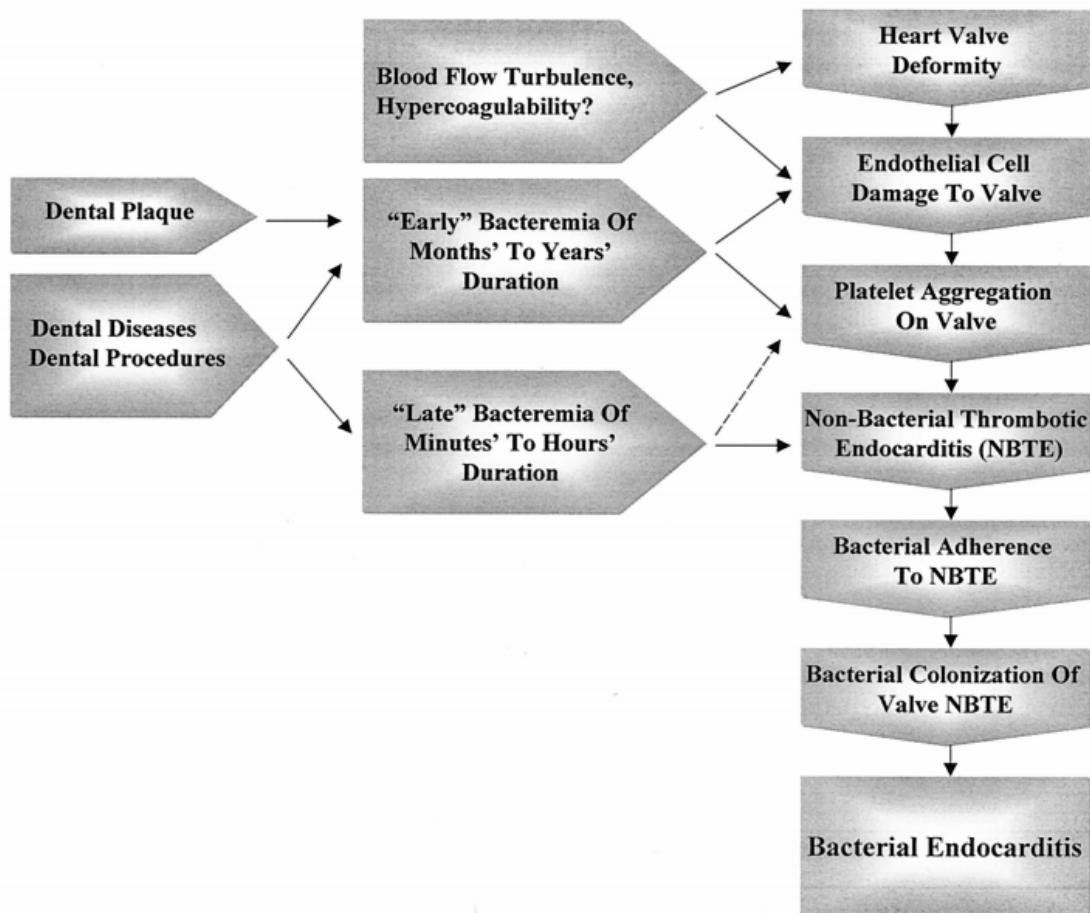 Blood Flow Turbulence,
Hypercoagulability?
Heart Valve
Deformity
Endothelial Cell
Damage To Valve
Dental Plaque
“Early” Bacteremia Of
Months’ To Years’
Duration
Platelet Aggregation
On Valve
Dental Diseases
Dental Procedures
“Late” Bacteremia Of
Minutes’ To Hours’
Duration
Non-Bacterial Thrombotic
Endocarditis (NBTE)
Bacterial Adherence
To NBTE
Bacterial Colonization Of
Valve NBTE
Bacterial Endocarditis